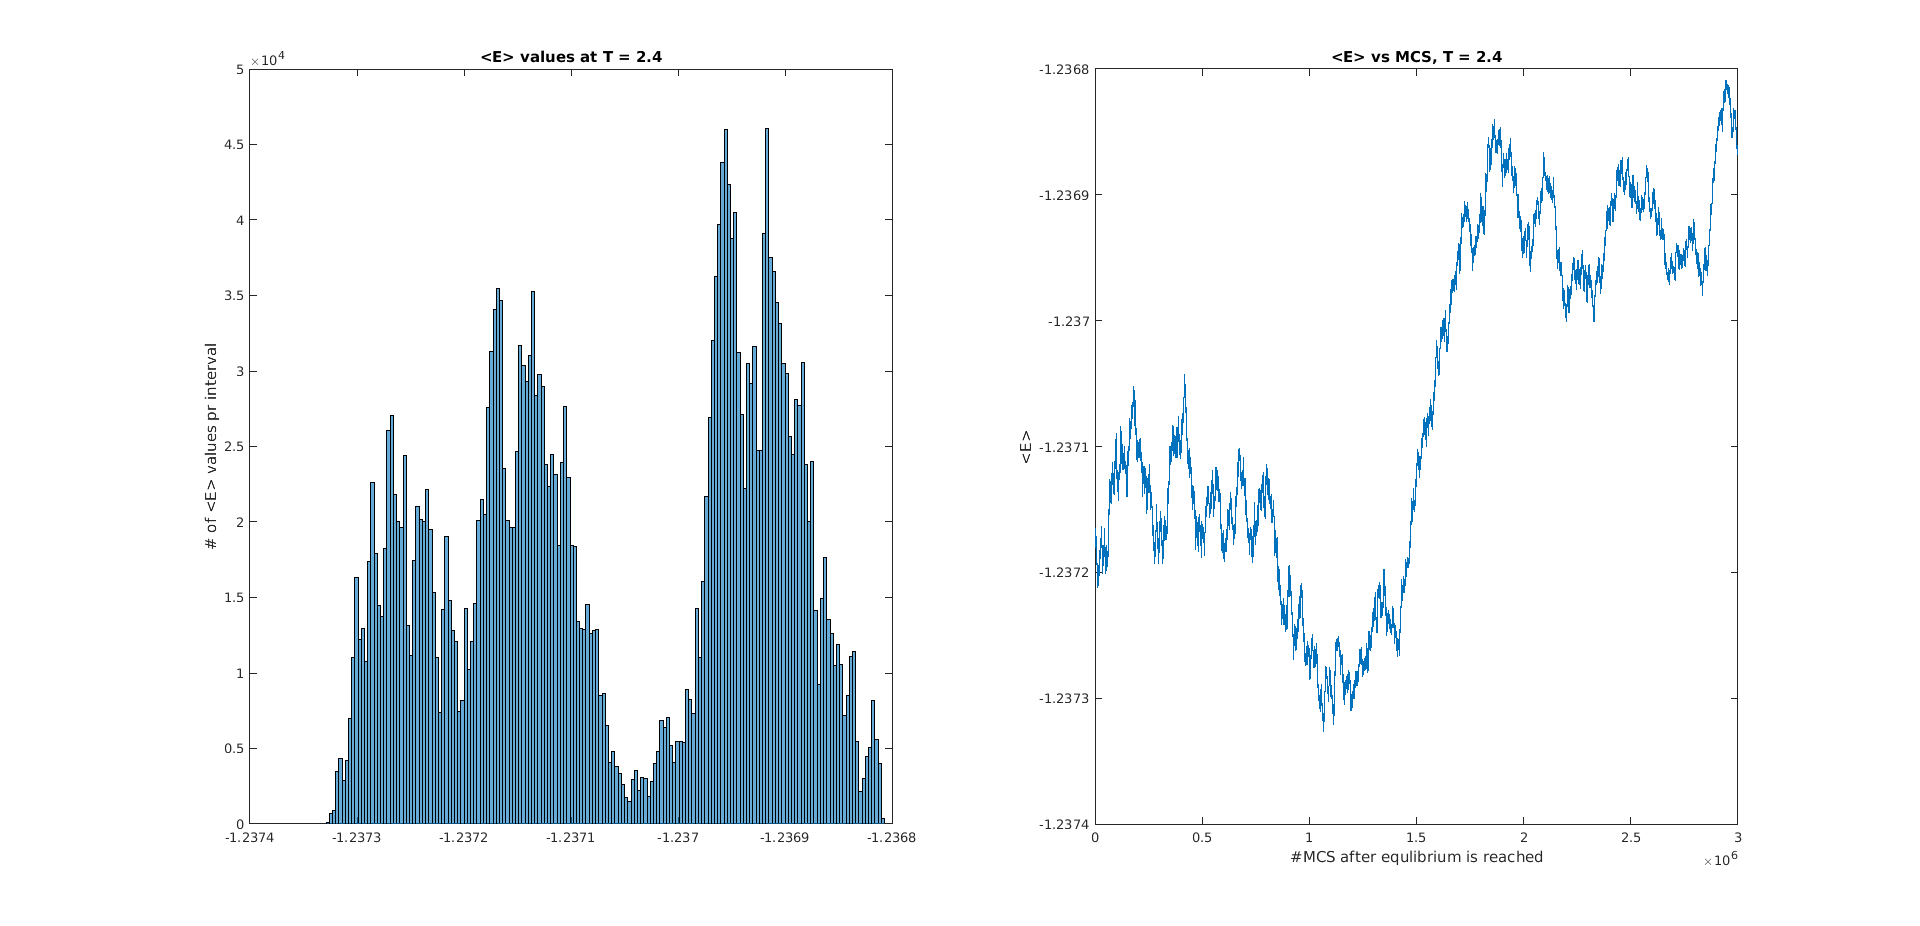 <E> values at T = 2.4
×10^4
5
4.5
4
3.5
3
2.5
2
1.5
1
0.5
0
# of <E> values pr interval
-1.2374 -1.2373 -1.2372 -1.2371 -1.237 -1.2369 -1.2368
<E> vs MCS, T = 2.4
-1.2368
-1.2369
-1.237
-1.2371
-1.2372
-1.2373
-1.2374
<E>
0 0.5 1 1.5 2 2.5 3
#MCS after equlibrium is reached
×10^6